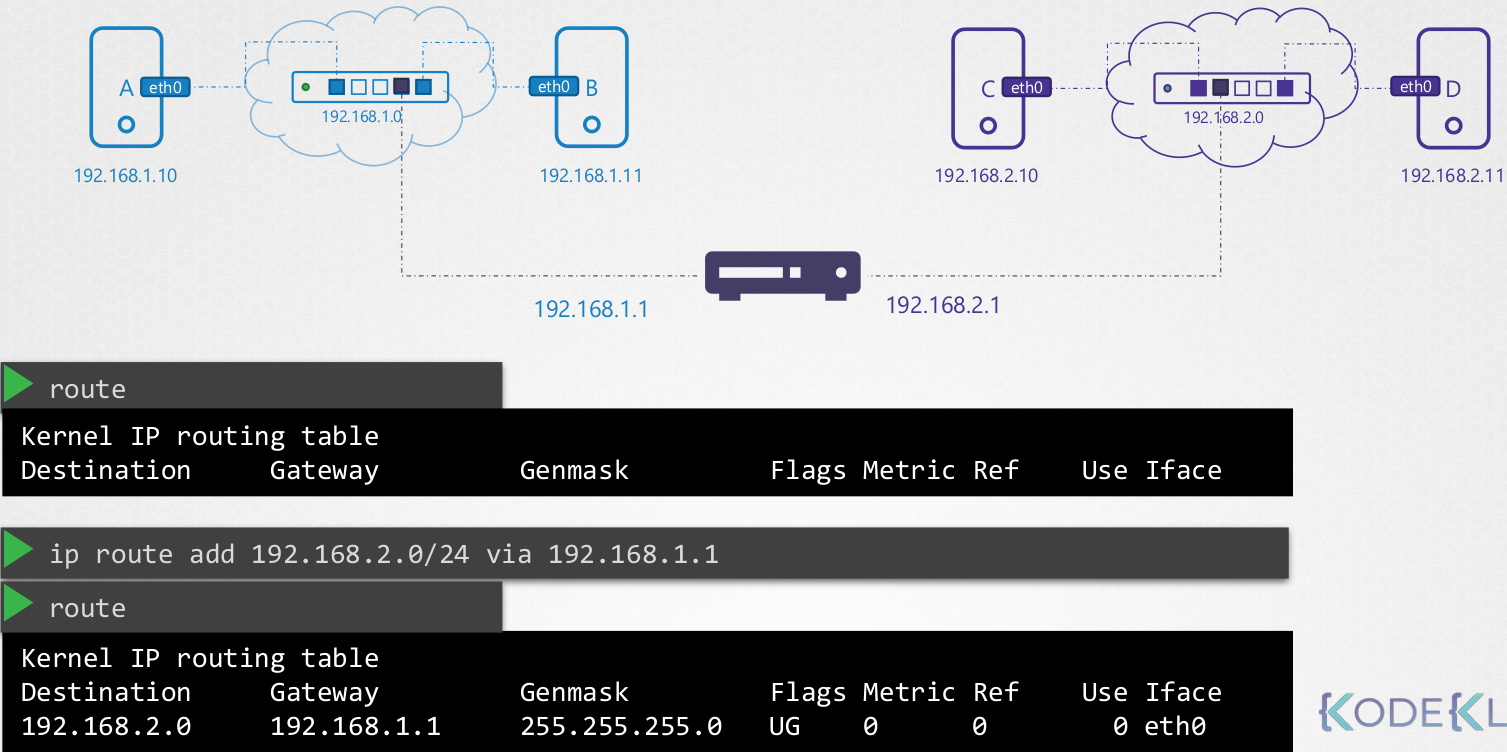 A eth0
eth0 B
C eth0
eth0 D
192.168.1.0
192.168.2.0
192.168.1.10
192.168.1.11
192.168.2.10
192.168.2.11
192.168.1.1
192.168.2.1
route
Kernel IP routing table
Destination Gateway Genmask Flags Metric Ref Use Iface
ip route add 192.168.2.0/24 via 192.168.1.1
route
Kernel IP routing table
Destination Gateway Genmask Flags Metric Ref Use Iface
192.168.2.0 192.168.1.1 255.255.255.0 UG 0 0 0 eth0
KODEKL